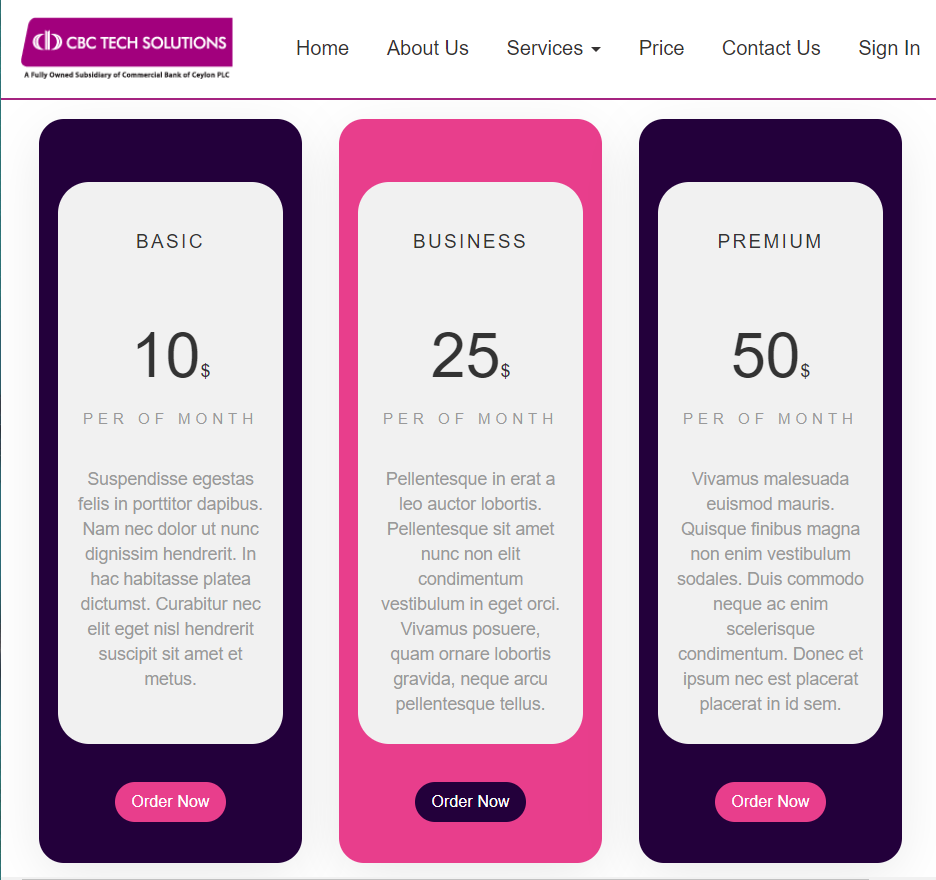 CBC TECH SOLUTIONS
A Fully Owned Subsidiary of Commercial Bank of Ceylon PLC
Home About Us Services Price Contact Us Sign In
BASIC
10$
PER OF MONTH
Suspendisse egestas
felis in porttitor dapibus.
Nam nec dolor ut nunc
dignissim hendrerit. In
hac habitasse platea
dictumst. Curabitur nec
elit eget nisl hendrerit
suscipit sit amet et
metus.
Order Now
BUSINESS
25$
PER OF MONTH
Pellentesque in erat a
leo auctor lobortis.
Pellentesque sit amet
nunc non elit
condimentum
vestibulum in eget orci.
Vivamus posuere,
quam ornare lobortis
gravida, neque arcu
pellentesque tellus.
Order Now
PREMIUM
50$
PER OF MONTH
Vivamus malesuada
euismod mauris.
Quisque finibus magna
non enim vestibulum
sodales. Duis commodo
neque ac enim
scelerisque
condimentum. Donec et
ipsum nec est placerat
placerat in id sem.
Order Now